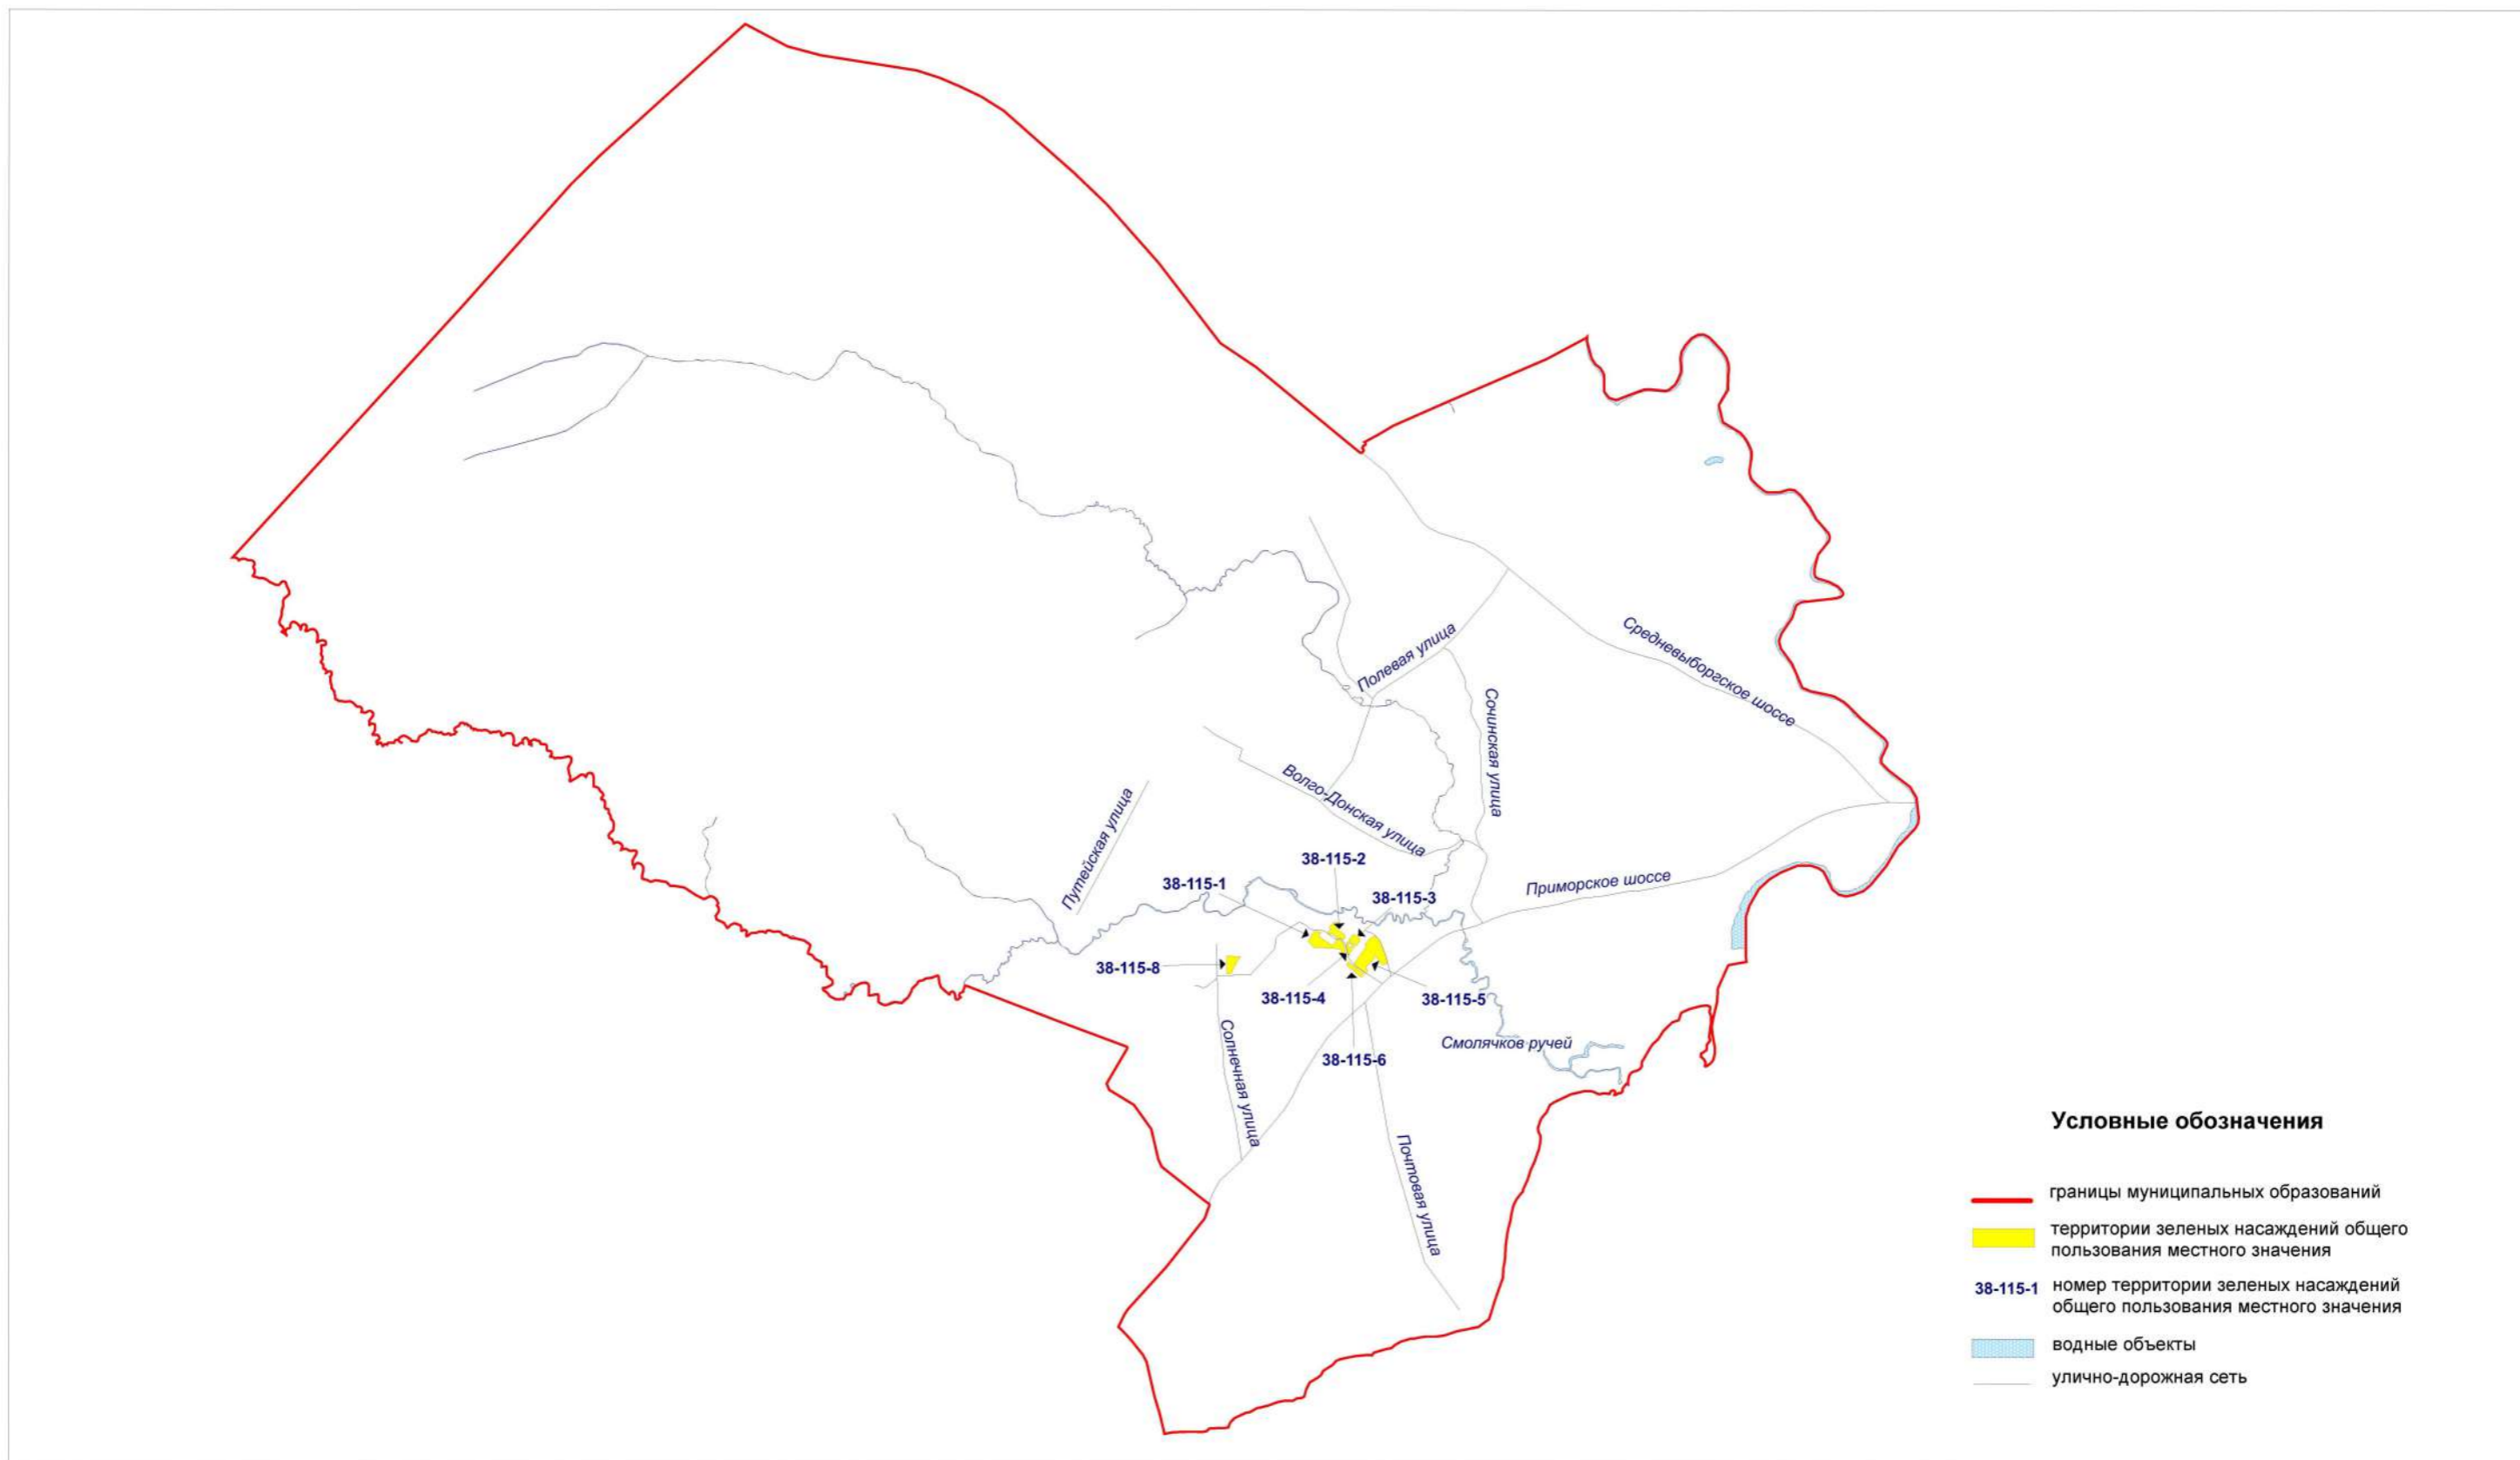 Полевая улица
Средневыборгское шоссе
Сочинская улица
Волго-Донская улица
Путейская улица
38-115-2
38-115-1
38-115-3
Приморское шоссе
38-115-8
38-115-4
38-115-5
Солнечная улица
Смолячков ручей
38-115-6
Почтовая улица
Условные обозначения
границы муниципальных образований
территории зеленых насаждений общего
пользования местного значения
38-115-1 номер территории зеленых насаждений
общего пользования местного значения
водные объекты
улично-дорожная сеть